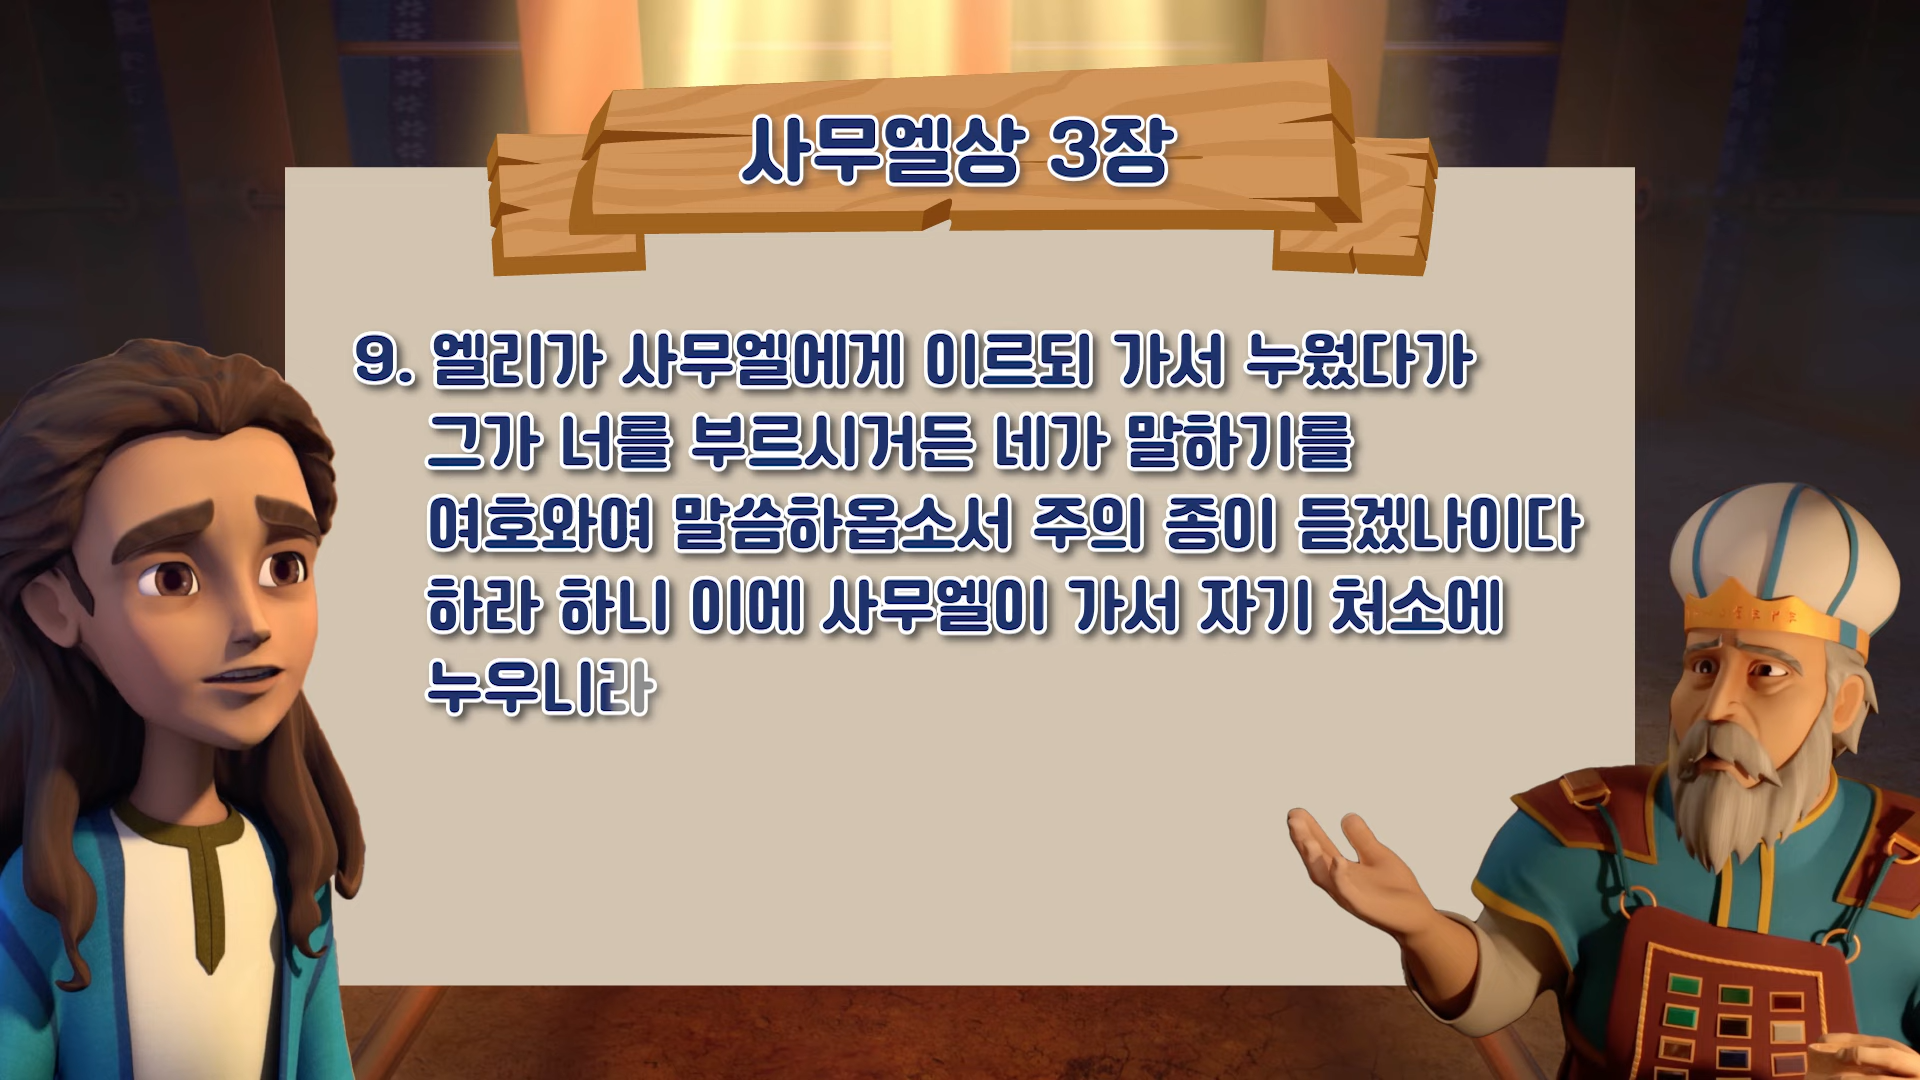 사무엘상 3장
9. 엘리가 사무엘에게 이르되 가서 누웠다가
그가 너를 부르시거든 네가 말하기를
여호와여 말씀하옵소서 주의 종이 듣겠나이다
하라 하니 이에 사무엘이 가서 자기 처소에
누우니라